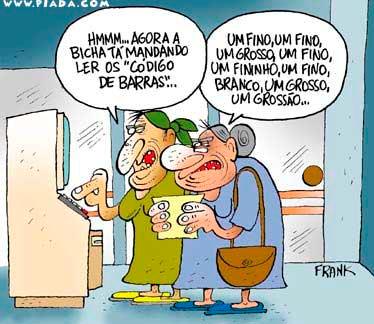 WWW.PIADA.COM
HMMM... AGORA A
BICHA TÁ MANDANDO
LER OS "CÓDIGO
DE BARRAS"...
UM FINO, UM FINO,
UM GROSSO, UM FINO,
UM FININHO, UM FINO,
BRANCO, UM GROSSO,
UM GROSSÃO...
FRANK